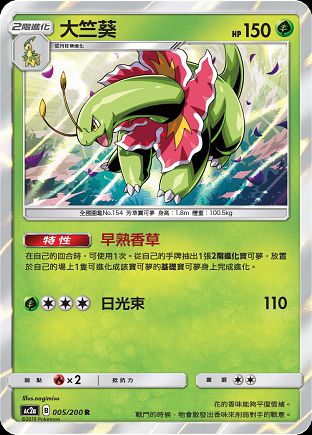 2階進化
大竺葵
HP 150
從月桂葉進化
全國圖鑑No.154 芳草寶可夢 身高：1.8m 體重：100.5kg
特性 早熟香草
在自己的回合時，可使用1次。從自己的手牌抽出1張2階進化寶可夢，放置
於自己的場上1隻可進化成該寶可夢的基礎寶可夢身上完成進化。
日光束 110
弱點 ×2 抵抗力 撤退
Illus.nagimiso
AC2a B 005/200 R
©2019 Pokémon
花的香味能夠平復情緒。
戰鬥的時候，牠會散發出香味來削弱對手的戰意。